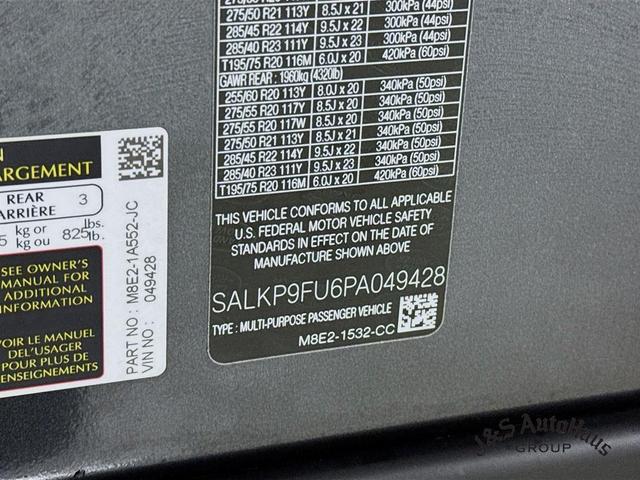 275/50 R21 113Y 8.5J x 21 300kPa (44psi)
285/45 R22 114Y 9.5J x 22 300kPa (44psi)
285/40 R23 111Y 9.5J x 23 300kPa (44psi)
T195/75 R20 116M 6.0J x 20 420kPa (60psi)
GAWR REAR : 1960kg (4320lb)
255/60 R20 113Y 8.0J x 20 340kPa (50psi)
275/55 R20 117Y 8.5J x 20 340kPa (50psi)
275/55 R20 117W 8.5J x 20 340kPa (50psi)
275/50 R21 113Y 8.5J x 21 340kPa (50psi)
285/45 R22 114Y 9.5J x 22 340kPa (50psi)
285/40 R23 111Y 9.5J x 23 340kPa (50psi)
T195/75 R20 116M 6.0J x 20 420kPa (60psi)
THIS VEHICLE CONFORMS TO ALL APPLICABLE
U.S. FEDERAL MOTOR VEHICLE SAFETY
STANDARDS IN EFFECT ON THE DATE OF
MANUFACTURE SHOWN ABOVE
SALKP9FU6PA049428
TYPE : MULTI-PURPOSE PASSENGER VEHICLE
M8E2-1532-CC
REAR
ARRIÈRE 3
kg or
kg ou 825 lbs.
lb.
SEE OWNER'S
MANUAL FOR
ADDITIONAL
INFORMATION
VOIR LE MANUEL
DEL'USAGER
POUR PLUS DE
RENSEIGNEMENTS
PART NO : M8E2-1A552-JC
VIN NO : 049428
J&S AutoHaus
GROUP